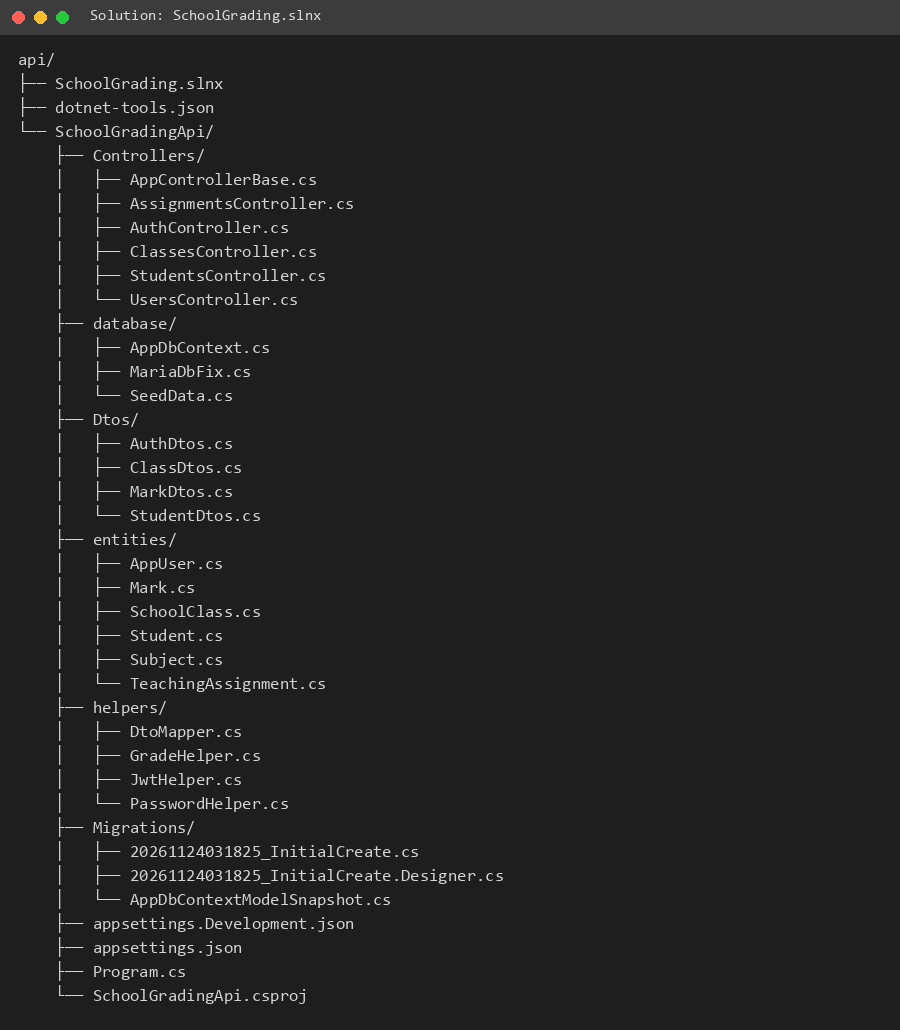 Solution: SchoolGrading.slnx
api/
├── SchoolGrading.slnx
├── dotnet-tools.json
└── SchoolGradingApi/
    ├── Controllers/
    │   ├── AppControllerBase.cs
    │   ├── AssignmentsController.cs
    │   ├── AuthController.cs
    │   ├── ClassesController.cs
    │   ├── StudentsController.cs
    │   └── UsersController.cs
    ├── database/
    │   ├── AppDbContext.cs
    │   ├── MariaDbFix.cs
    │   └── SeedData.cs
    ├── Dtos/
    │   ├── AuthDtos.cs
    │   ├── ClassDtos.cs
    │   ├── MarkDtos.cs
    │   └── StudentDtos.cs
    ├── entities/
    │   ├── AppUser.cs
    │   ├── Mark.cs
    │   ├── SchoolClass.cs
    │   ├── Student.cs
    │   ├── Subject.cs
    │   └── TeachingAssignment.cs
    ├── helpers/
    │   ├── DtoMapper.cs
    │   ├── GradeHelper.cs
    │   ├── JwtHelper.cs
    │   └── PasswordHelper.cs
    ├── Migrations/
    │   ├── 20261124031825_InitialCreate.cs
    │   ├── 20261124031825_InitialCreate.Designer.cs
    │   └── AppDbContextModelSnapshot.cs
    ├── appsettings.Development.json
    ├── appsettings.json
    ├── Program.cs
    └── SchoolGradingApi.csproj